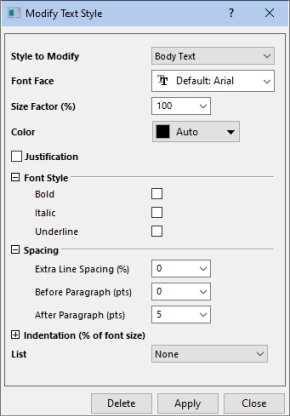 Modify Text Style ? ×
Style to Modify Body Text
Font Face Default: Arial
Size Factor (%) 100
Color Auto
Justification
Font Style
Bold
Italic
Underline
Spacing
Extra Line Spacing (%) 0
Before Paragraph (pts) 0
After Paragraph (pts) 5
Indentation (% of font size)
List None
Delete Apply Close